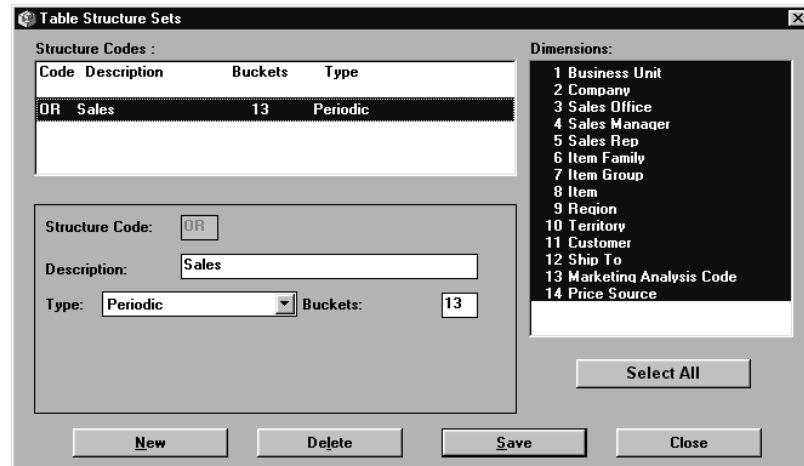 Table Structure Sets
Structure Codes :
Code Description Buckets Type
OR Sales 13 Periodic
Structure Code: OR
Description: Sales
Type: Periodic Buckets: 13
Dimensions:
1 Business Unit
2 Company
3 Sales Office
4 Sales Manager
5 Sales Rep
6 Item Family
7 Item Group
8 Item
9 Region
10 Territory
11 Customer
12 Ship To
13 Marketing Analysis Code
14 Price Source
Select All
New Delete Save Close